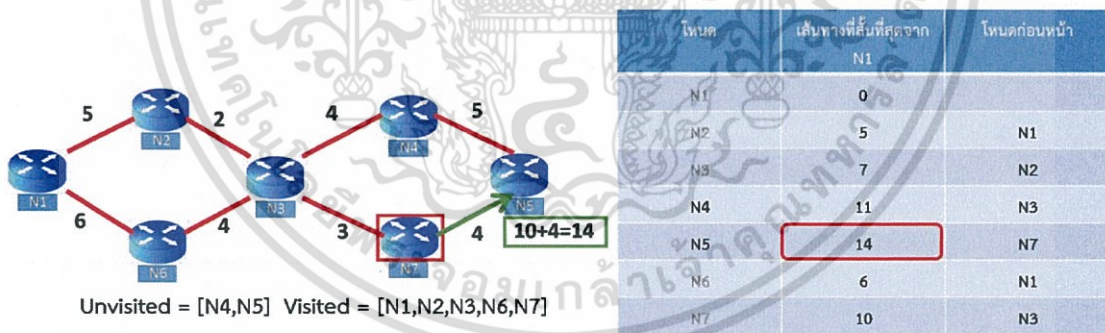 5
2
4
5
N2
N4
N1
N3
N5
6
4
3
4
10+4=14
N6
N7
Unvisited = [N4,N5] Visited = [N1,N2,N3,N6,N7]
โหนด เส้นทางที่สั้นที่สุดจาก N1 โหนดก่อนหน้า
N1 0
N2 5 N1
N3 7 N2
N4 11 N3
N5 14 N7
N6 6 N1
N7 10 N3